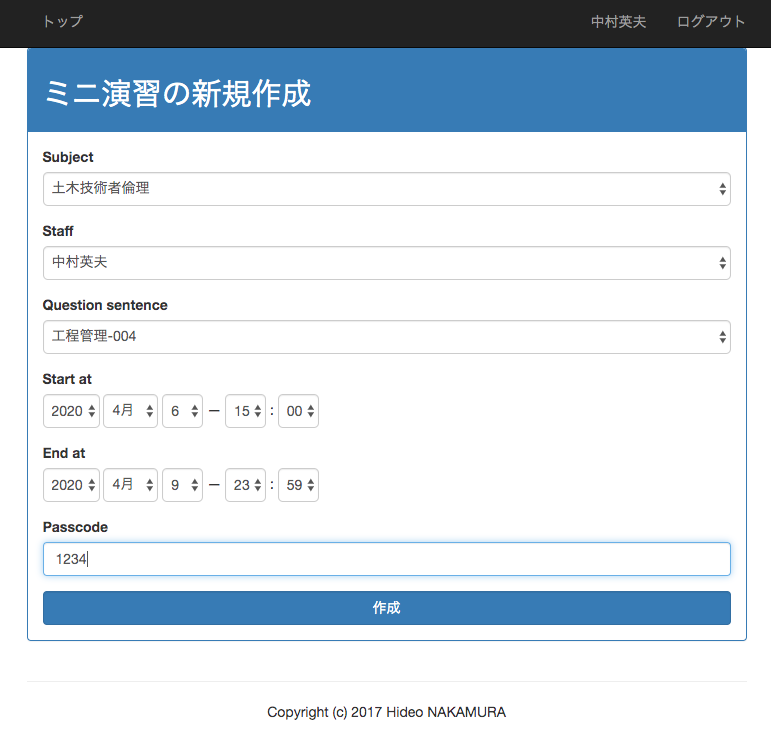 トップ 中村英夫 ログアウト
ミニ演習の新規作成
Subject
土木技術者倫理
Staff
中村英夫
Question sentence
工程管理-004
Start at
2020 4月 6 — 15 : 00
End at
2020 4月 9 — 23 : 59
Passcode
1234
作成
Copyright (c) 2017 Hideo NAKAMURA